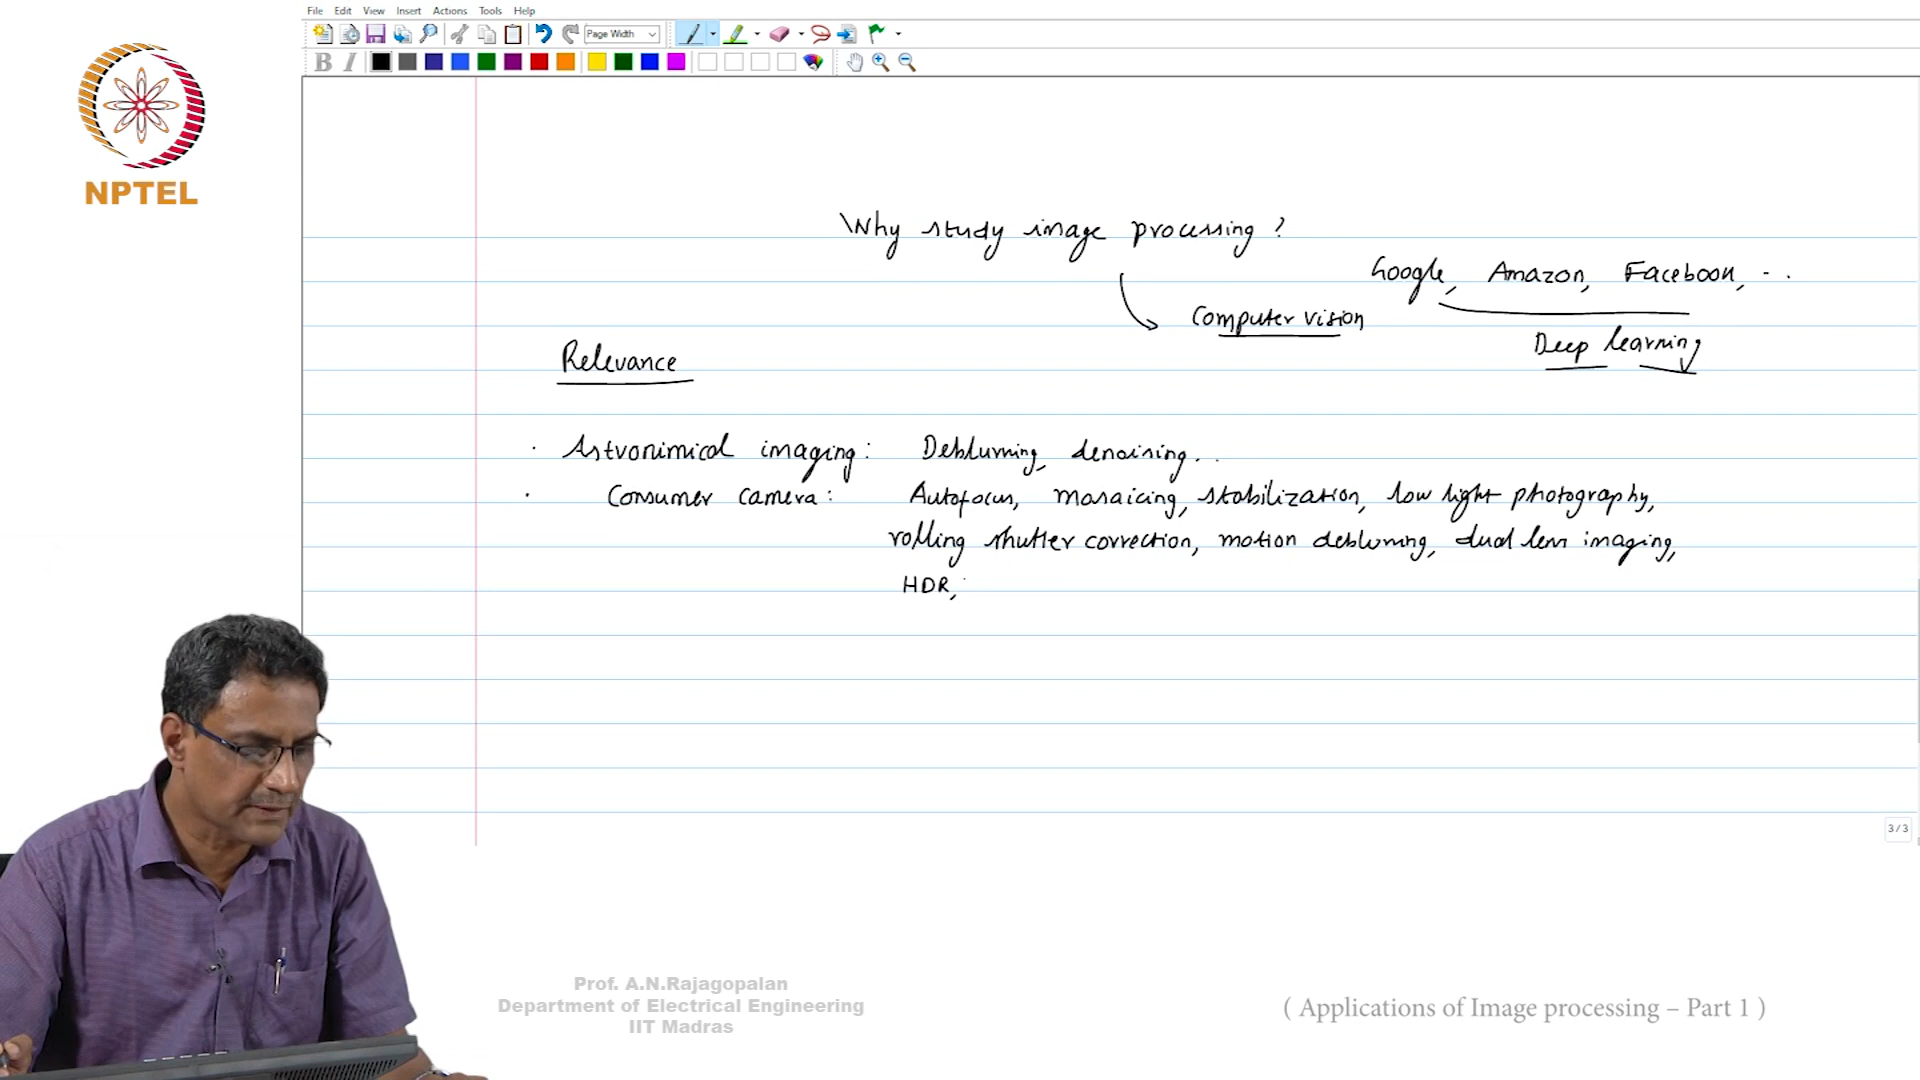 File Edit View Insert Actions Tools Help
Page Width
B I
NPTEL
Why study image processing?
Google, Amazon, Facebook, ...
Computer vision
Deep learning
Relevance
· Astronimical imaging: Deblurring, denoising...
· Consumer camera: Autofocus, mosaicing, stabilization, low light photography,
rolling shutter correction, motion deblurring, dual lens imaging,
HDR,
3/3
Prof. A.N.Rajagopalan
Department of Electrical Engineering
IIT Madras
( Applications of Image processing – Part 1 )